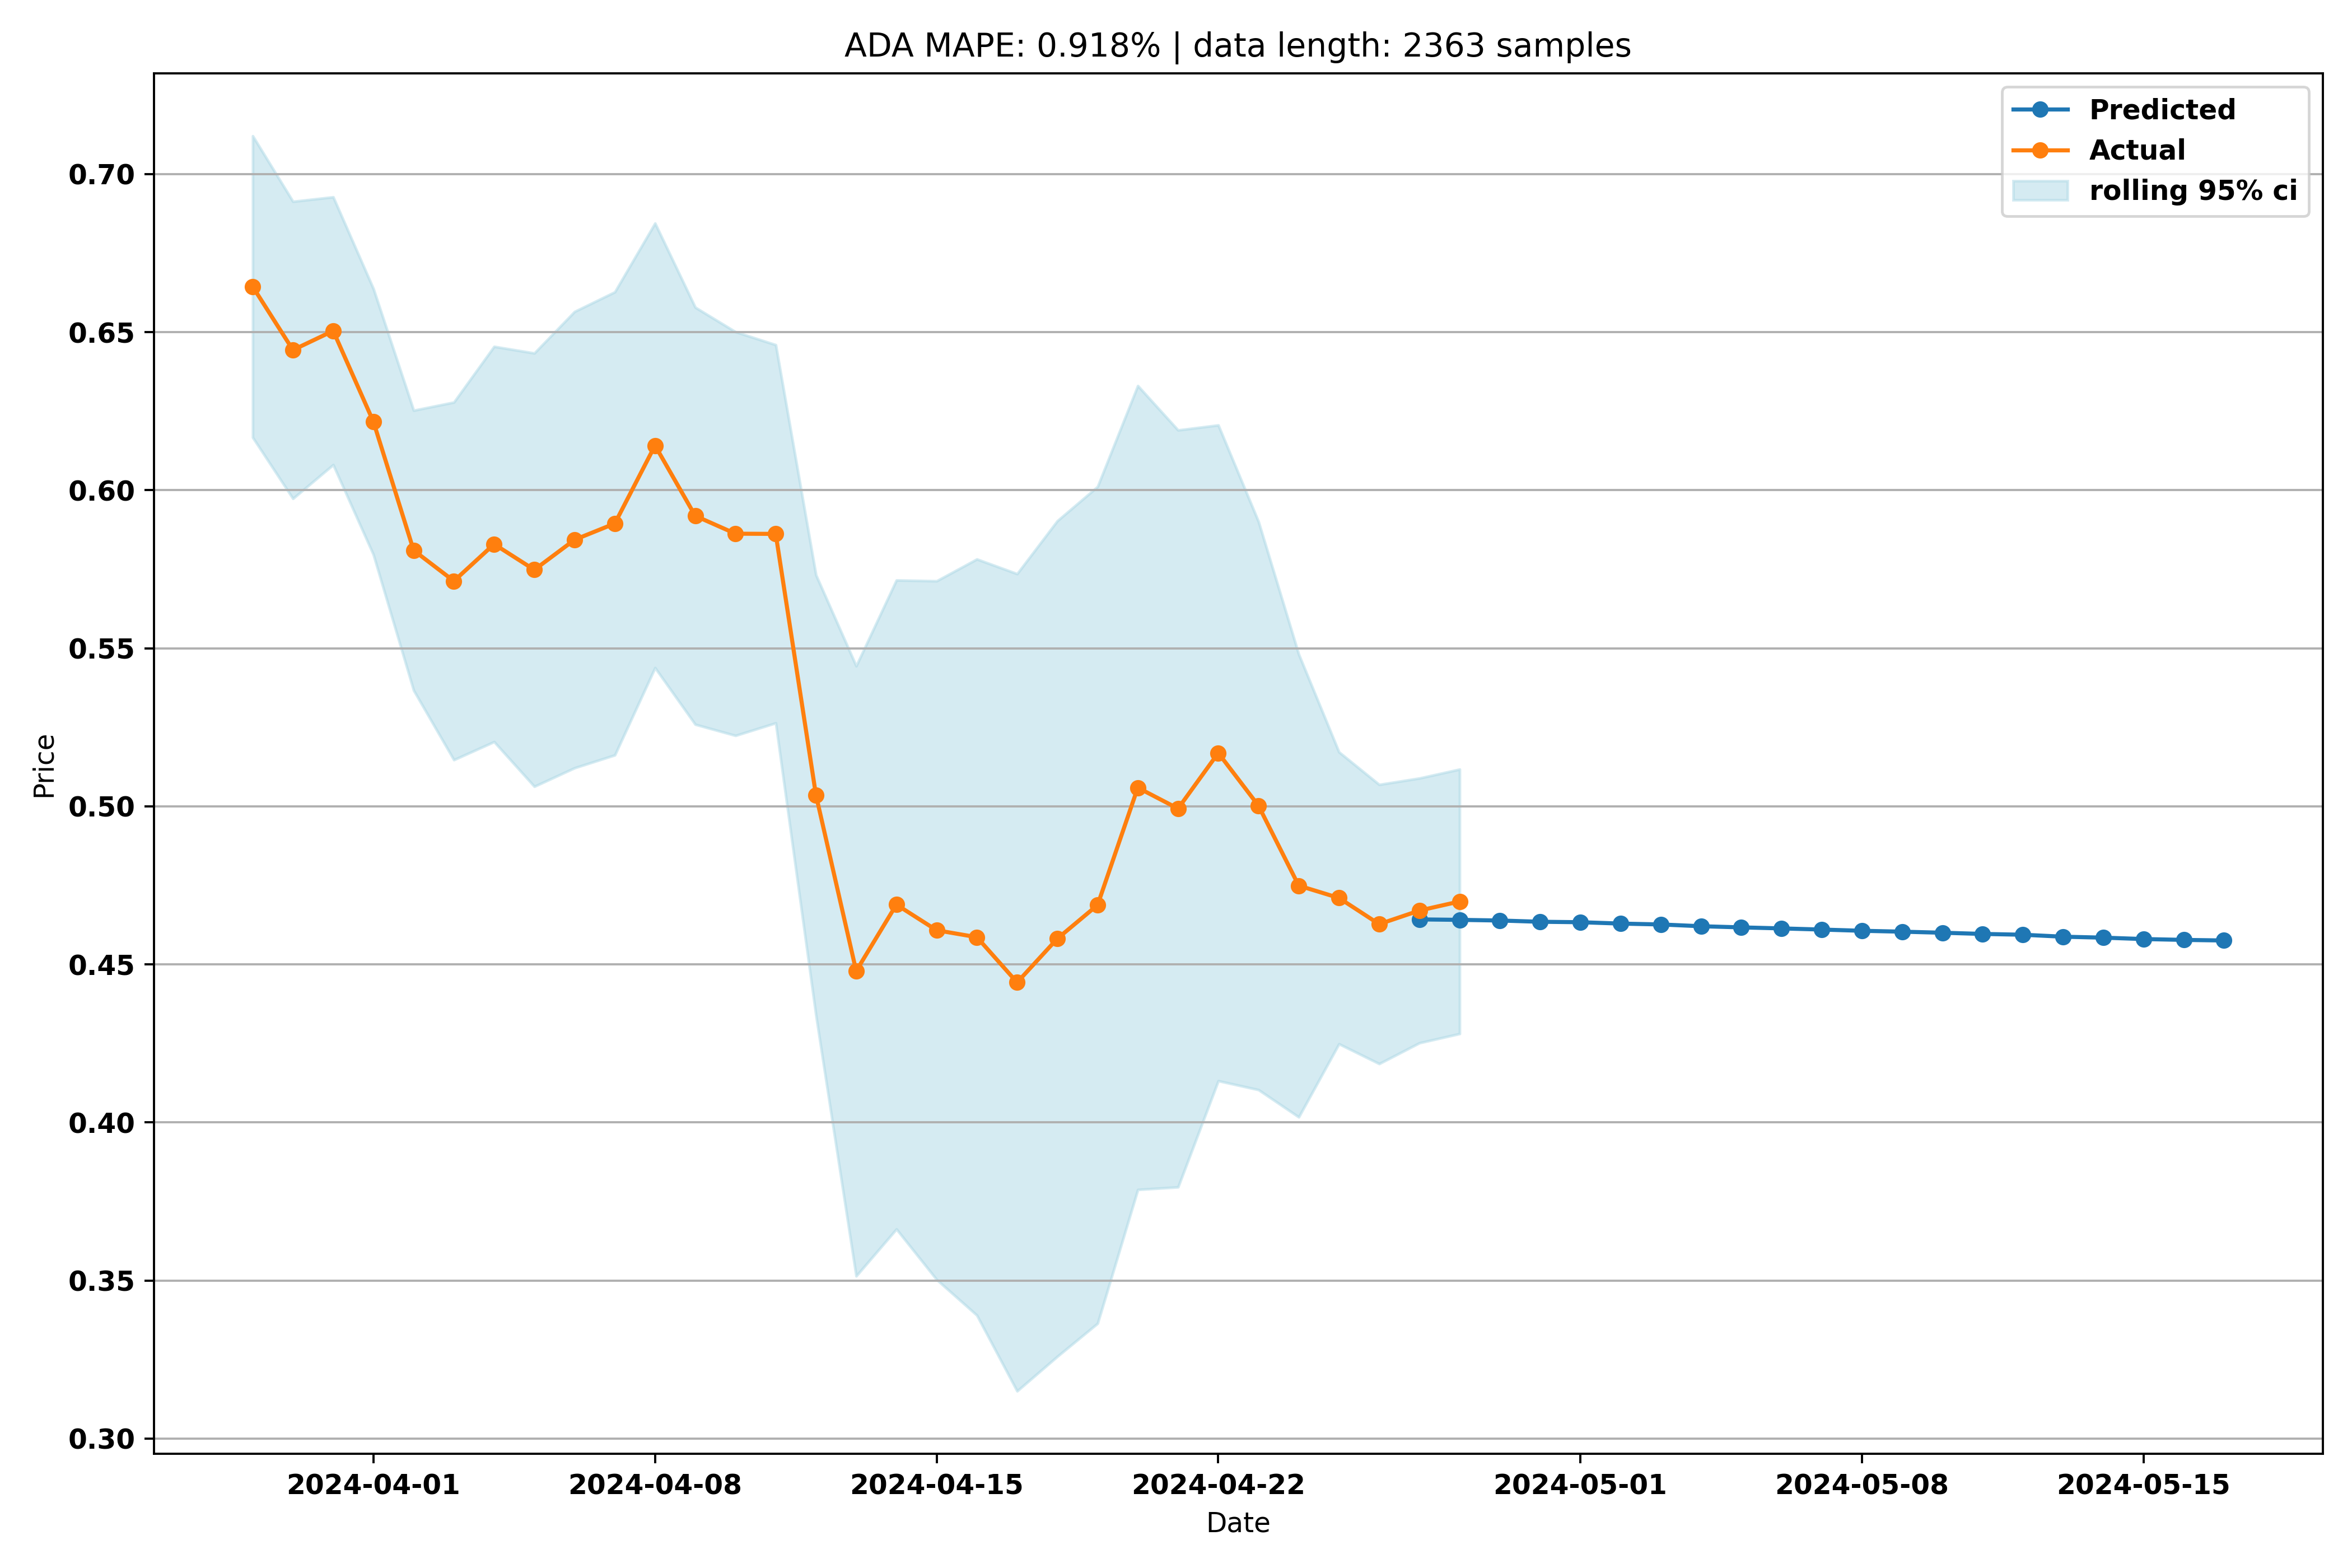 ADA MAPE: 0.918% | data length: 2363 samples
Predicted
Actual
rolling 95% ci
0.70
0.65
0.60
0.55
0.50
0.45
0.40
0.35
0.30
Price
2024-04-01 2024-04-08 2024-04-15 2024-04-22 2024-05-01 2024-05-08 2024-05-15
Date